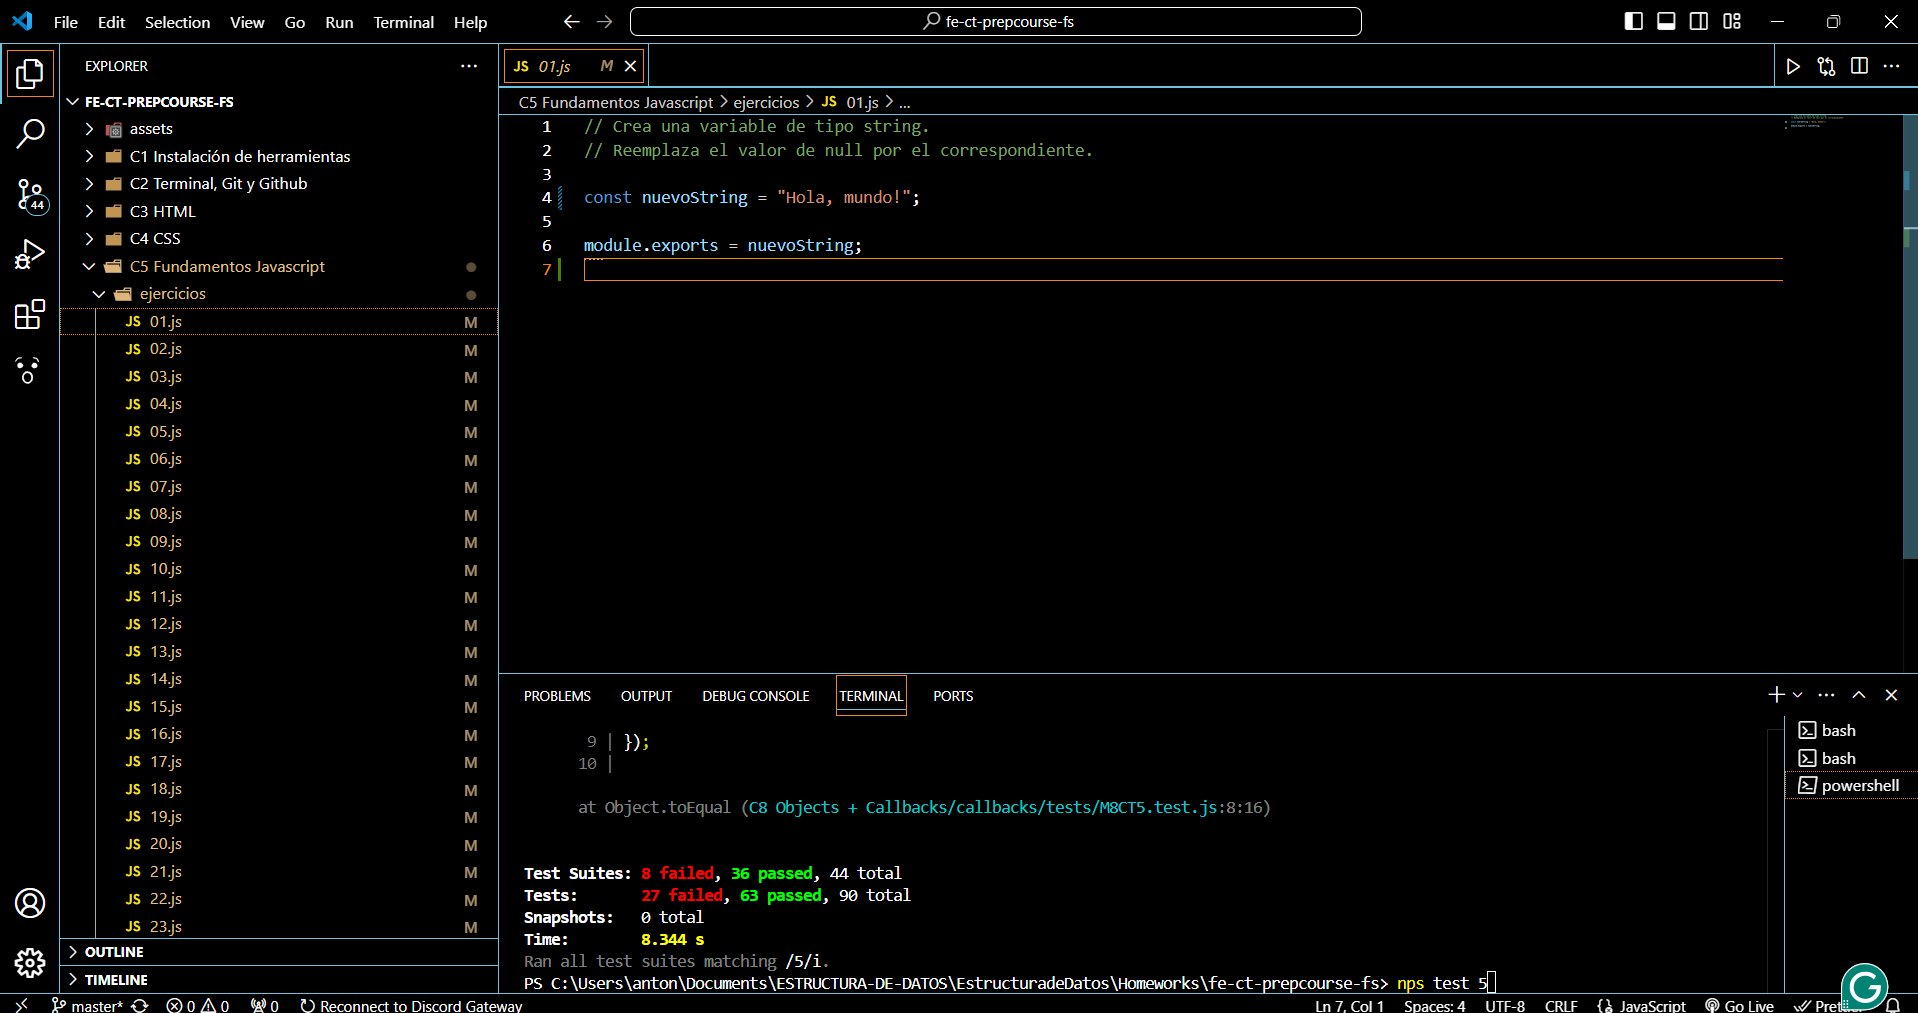 File Edit Selection View Go Run Terminal Help
fe-ct-prepcourse-fs
EXPLORER
FE-CT-PREPCOURSE-FS
assets
C1 Instalación de herramientas
C2 Terminal, Git y Github
44
C3 HTML
C4 CSS
C5 Fundamentos Javascript
ejercicios
JS 01.js M
JS 02.js M
JS 03.js M
JS 04.js M
JS 05.js M
JS 06.js M
JS 07.js M
JS 08.js M
JS 09.js M
JS 10.js M
JS 11.js M
JS 12.js M
JS 13.js M
JS 14.js M
JS 15.js M
JS 16.js M
JS 17.js M
JS 18.js M
JS 19.js M
JS 20.js M
JS 21.js M
JS 22.js M
JS 23.js M
OUTLINE
TIMELINE
JS 01.js M
C5 Fundamentos Javascript > ejercicios > JS 01.js > ...
1 // Crea una variable de tipo string.
2 // Reemplaza el valor de null por el correspondiente.
3
4 const nuevoString = "Hola, mundo!";
5
6 module.exports = nuevoString;
7
PROBLEMS OUTPUT DEBUG CONSOLE TERMINAL PORTS
9 | });
10 |
at Object.toEqual (C8 Objects + Callbacks/callbacks/tests/M8CT5.test.js:8:16)
Test Suites: 8 failed, 36 passed, 44 total
Tests: 27 failed, 63 passed, 90 total
Snapshots: 0 total
Time: 8.344 s
Ran all test suites matching /5/i.
PS C:\Users\anton\Documents\ESTRUCTURA-DE-DATOS\EstructuradeDatos\Homeworks\fe-ct-prepcourse-fs> nps test 5
bash
bash
powershell
master* 0 0 0 Reconnect to Discord Gateway Ln 7, Col 1 Spaces: 4 UTF-8 CRLF {} JavaScript Go Live